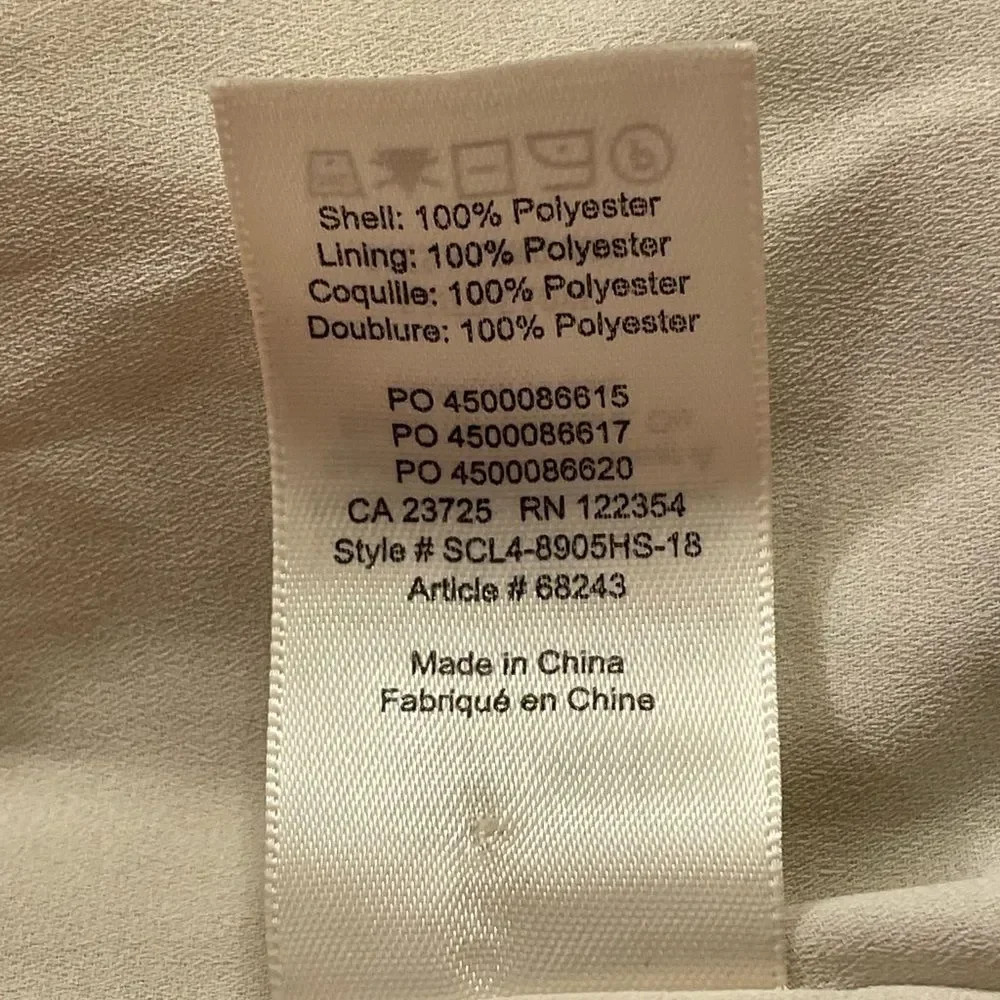 Shell: 100% Polyester
Lining: 100% Polyester
Coquille: 100% Polyester
Doublure: 100% Polyester
PO 4500086615
PO 4500086617
PO 4500086620
CA 23725 RN 122354
Style # SCL4-8905HS-18
Article # 68243
Made in China
Fabriqué en Chine